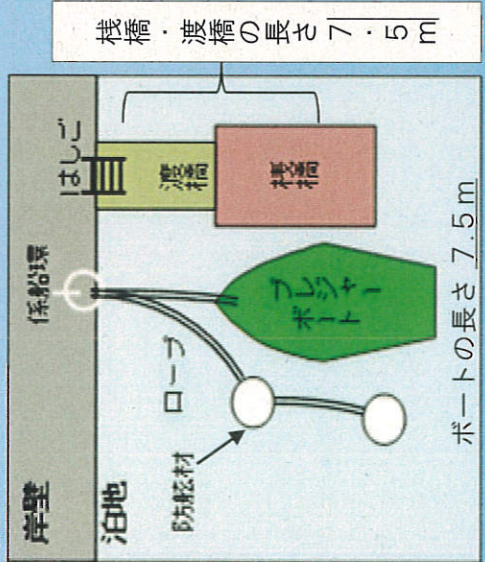 桟橋・渡橋の長さ 7.5m
岸壁
係船環
はしご
泊地
渡橋
桟橋
ロープ
プレジャー
ボート
防舷材
ボートの長さ 7.5m